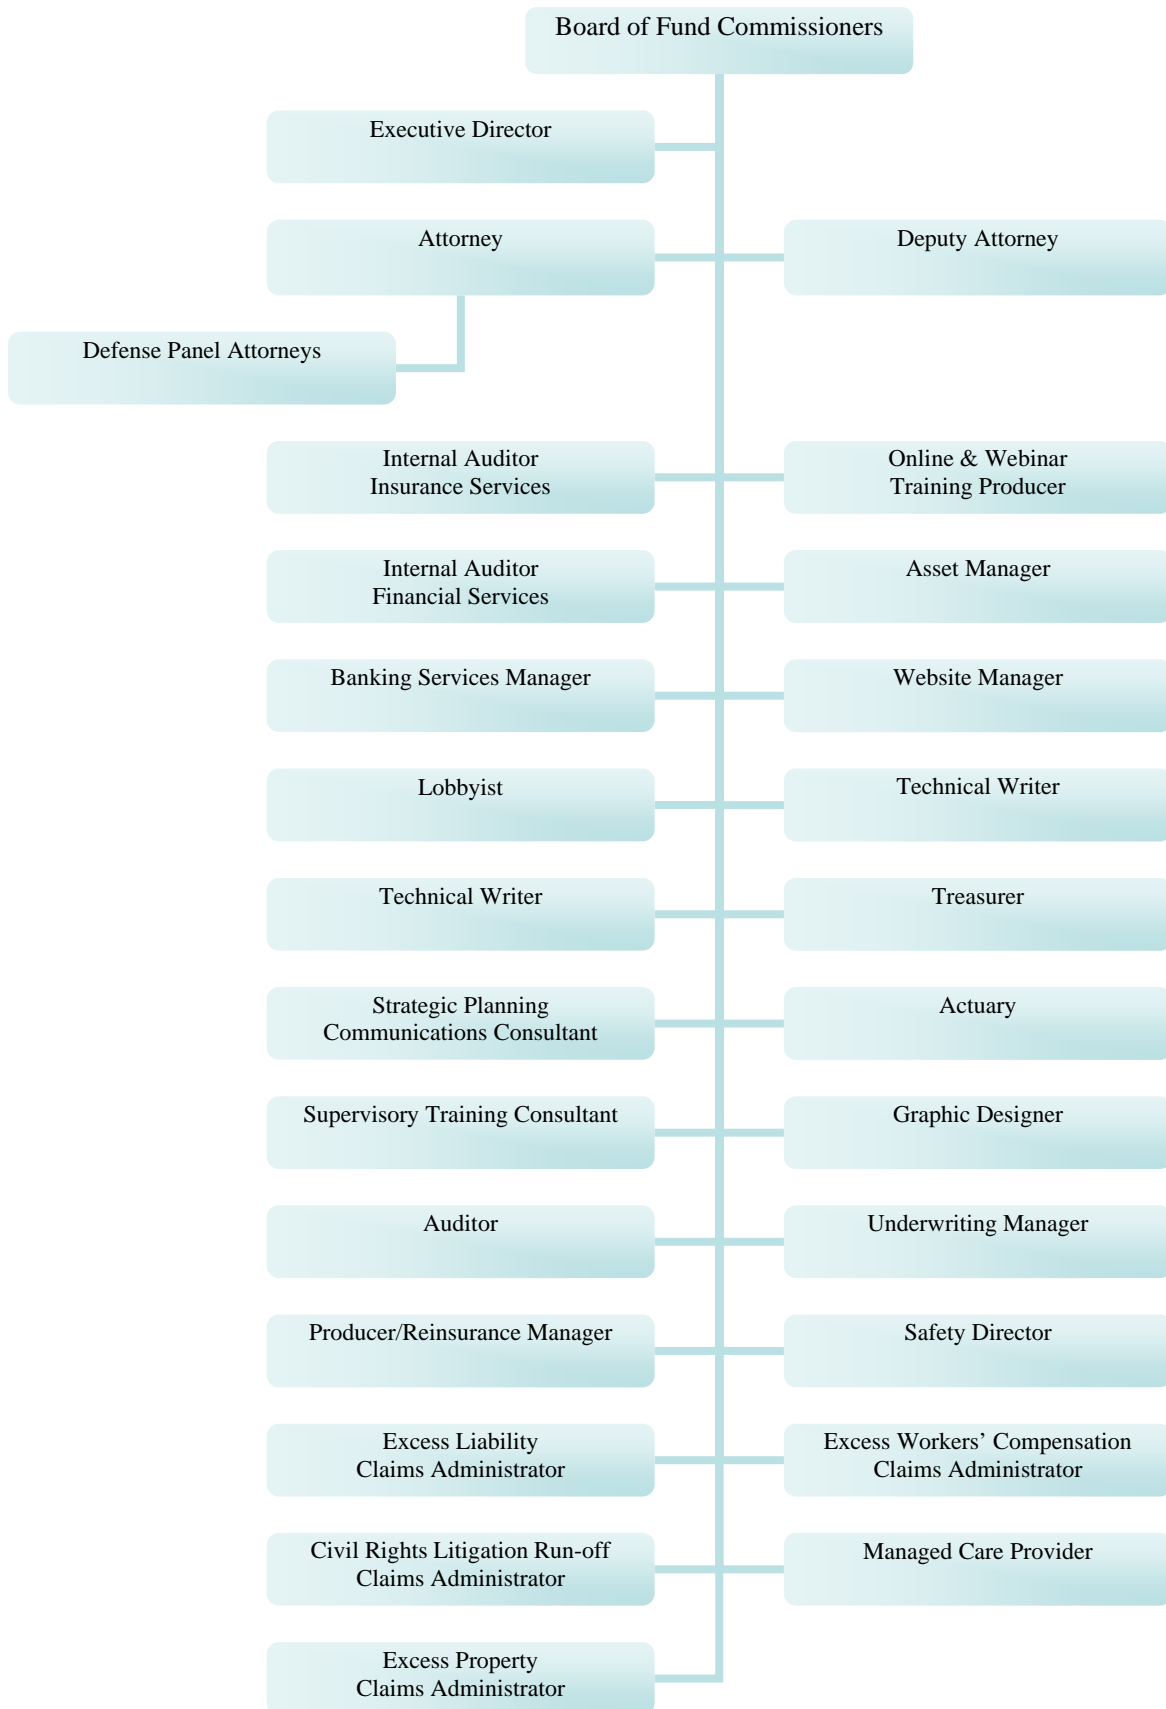 Board of Fund Commissioners
Executive Director
Attorney
Deputy Attorney
Defense Panel Attorneys
Internal Auditor
Insurance Services
Online & Webinar
Training Producer
Internal Auditor
Financial Services
Asset Manager
Banking Services Manager
Website Manager
Lobbyist
Technical Writer
Technical Writer
Treasurer
Strategic Planning
Communications Consultant
Actuary
Supervisory Training Consultant
Graphic Designer
Auditor
Underwriting Manager
Producer/Reinsurance Manager
Safety Director
Excess Liability
Claims Administrator
Excess Workers’ Compensation
Claims Administrator
Civil Rights Litigation Run-off
Claims Administrator
Managed Care Provider
Excess Property
Claims Administrator